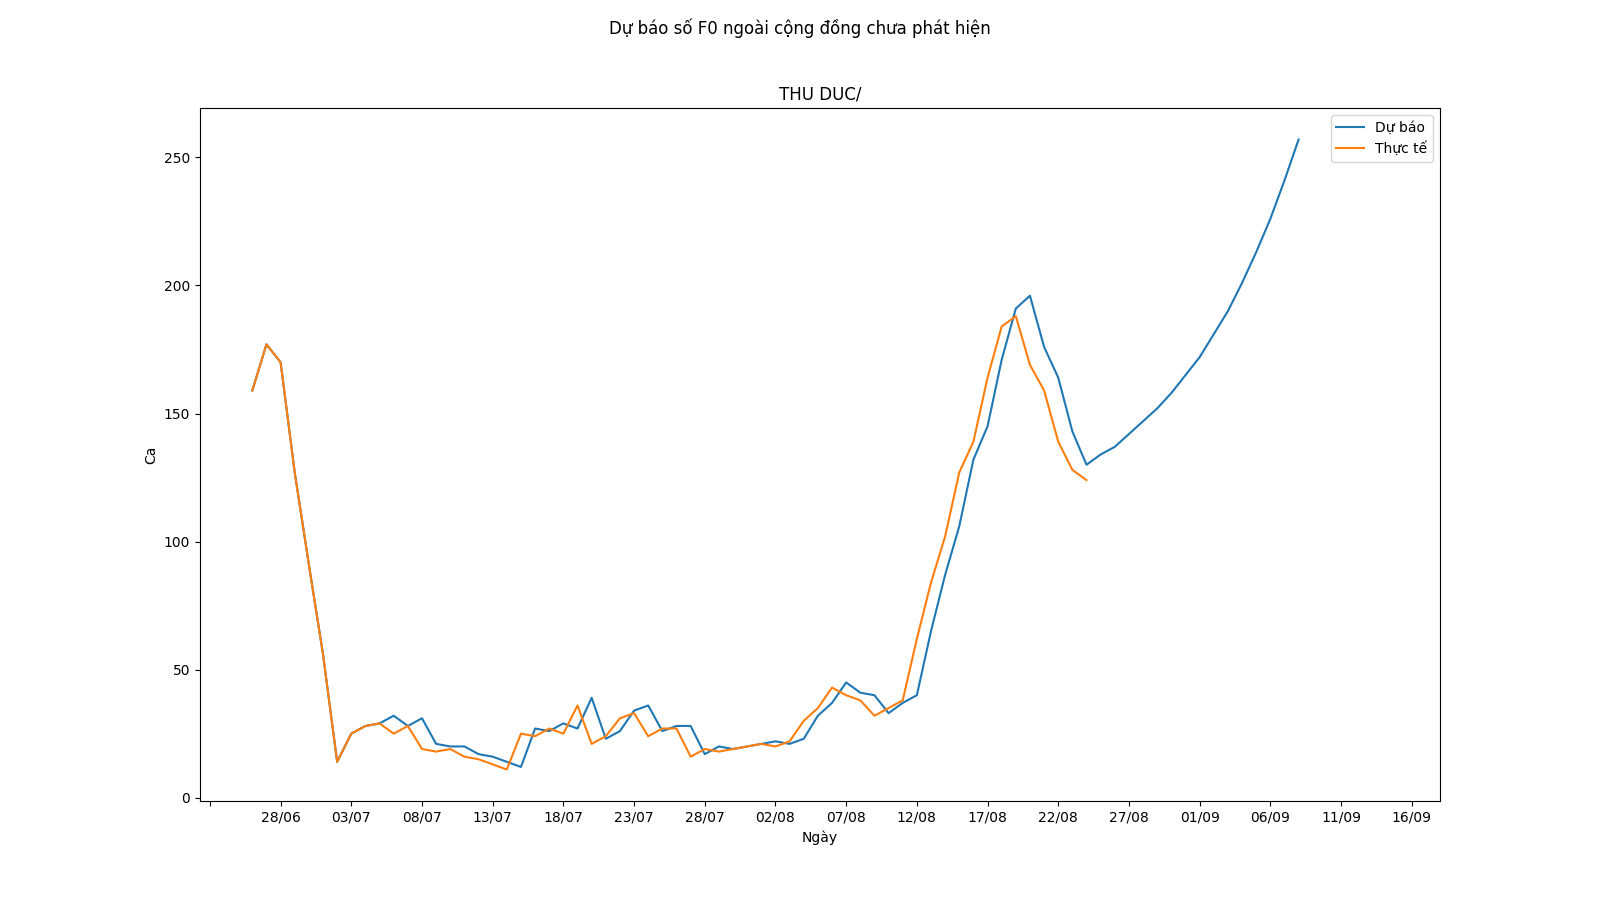 Dự báo số F0 ngoài cộng đồng chưa phát hiện
THU DUC/
Dự báo
Thực tế
250
200
150
100
50
0
Ca
28/06 03/07 08/07 13/07 18/07 23/07 28/07 02/08 07/08 12/08 17/08 22/08 27/08 01/09 06/09 11/09 16/09
Ngày